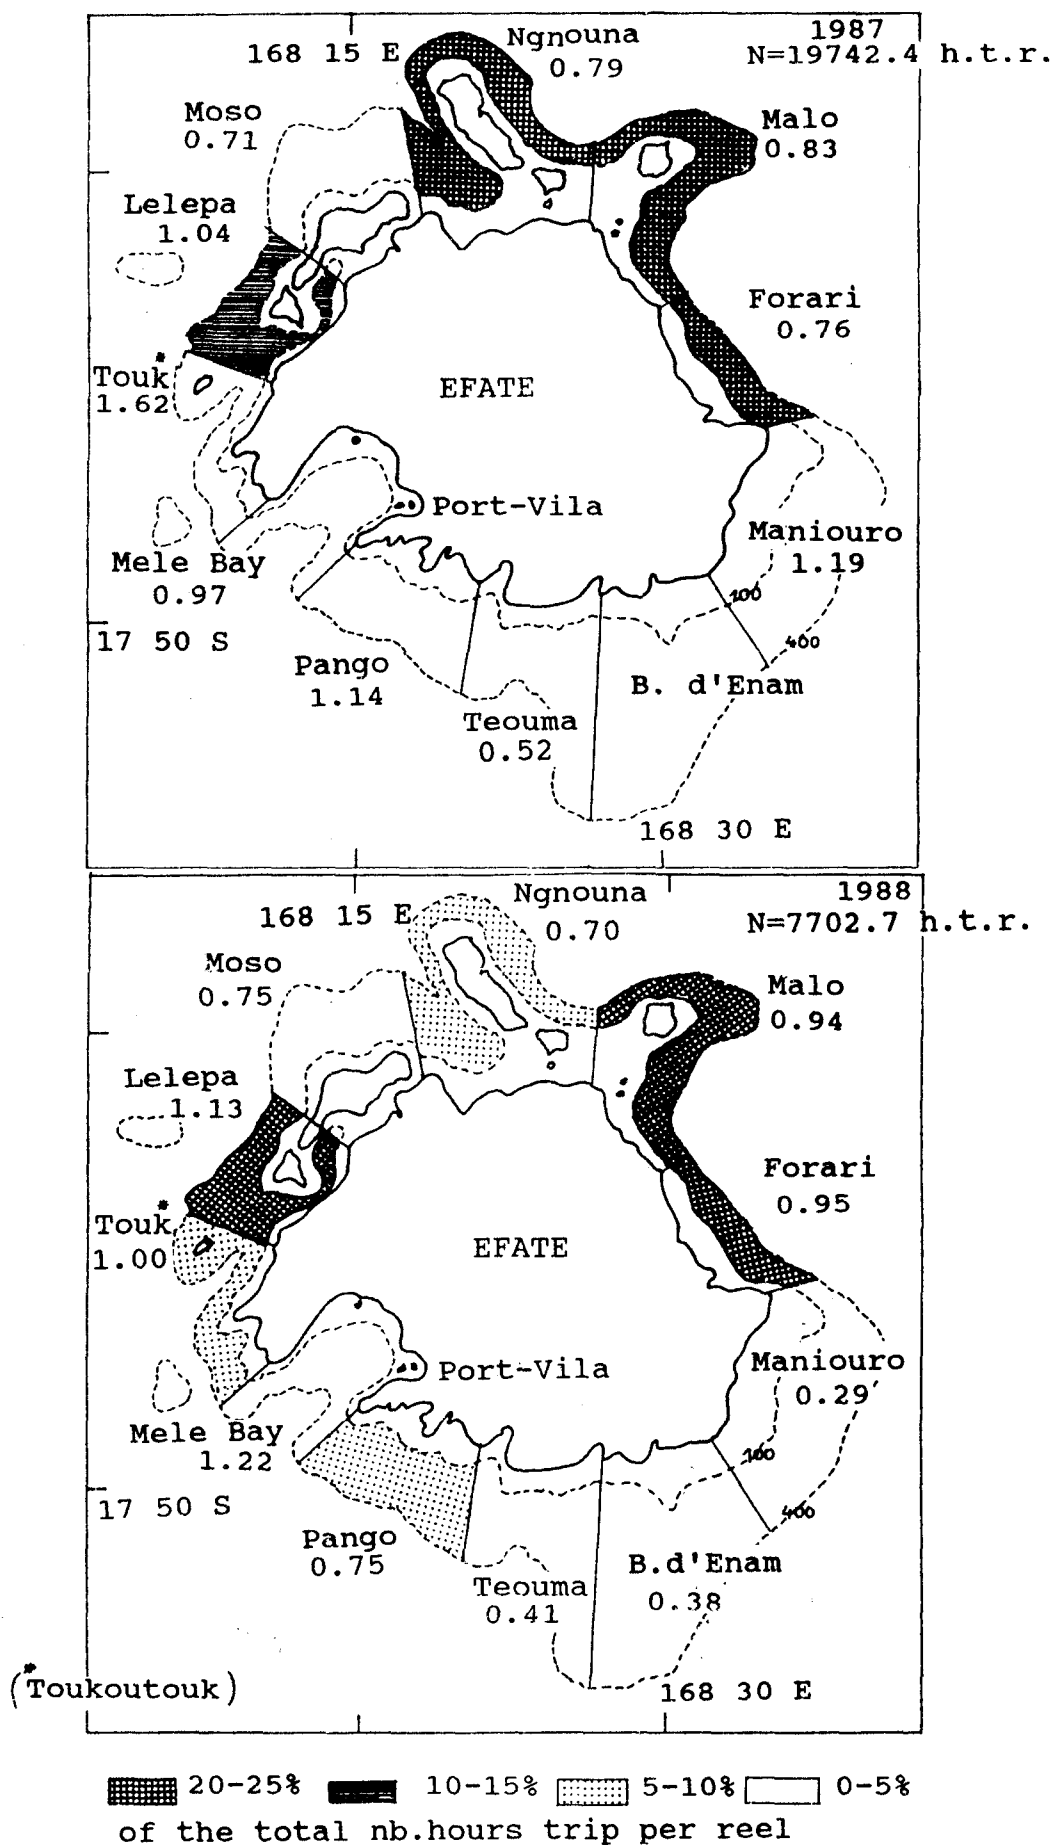 1987
168 15 E
Ngnouna
0.79
N=19742.4 h.t.r.
Moso
0.71
Malo
0.83
Lelepa
1.04
Forari
0.76
Touk*
1.62
EFATE
Port-Vila
Maniouro
1.19
Mele Bay
0.97
100
17 50 S
400
Pango
1.14
B. d'Enam
Teouma
0.52
168 30 E
1988
168 15 E
Ngnouna
0.70
N=7702.7 h.t.r.
Moso
0.75
Malo
0.94
Lelepa
1.13
Forari
0.95
Touk*
1.00
EFATE
Port-Vila
Maniouro
0.29
Mele Bay
1.22
100
17 50 S
400
Pango
0.75
B.d'Enam
0.38
Teouma
0.41
(*Toukoutouk)
168 30 E
20-25% 10-15% 5-10% 0-5%
of the total nb.hours trip per reel